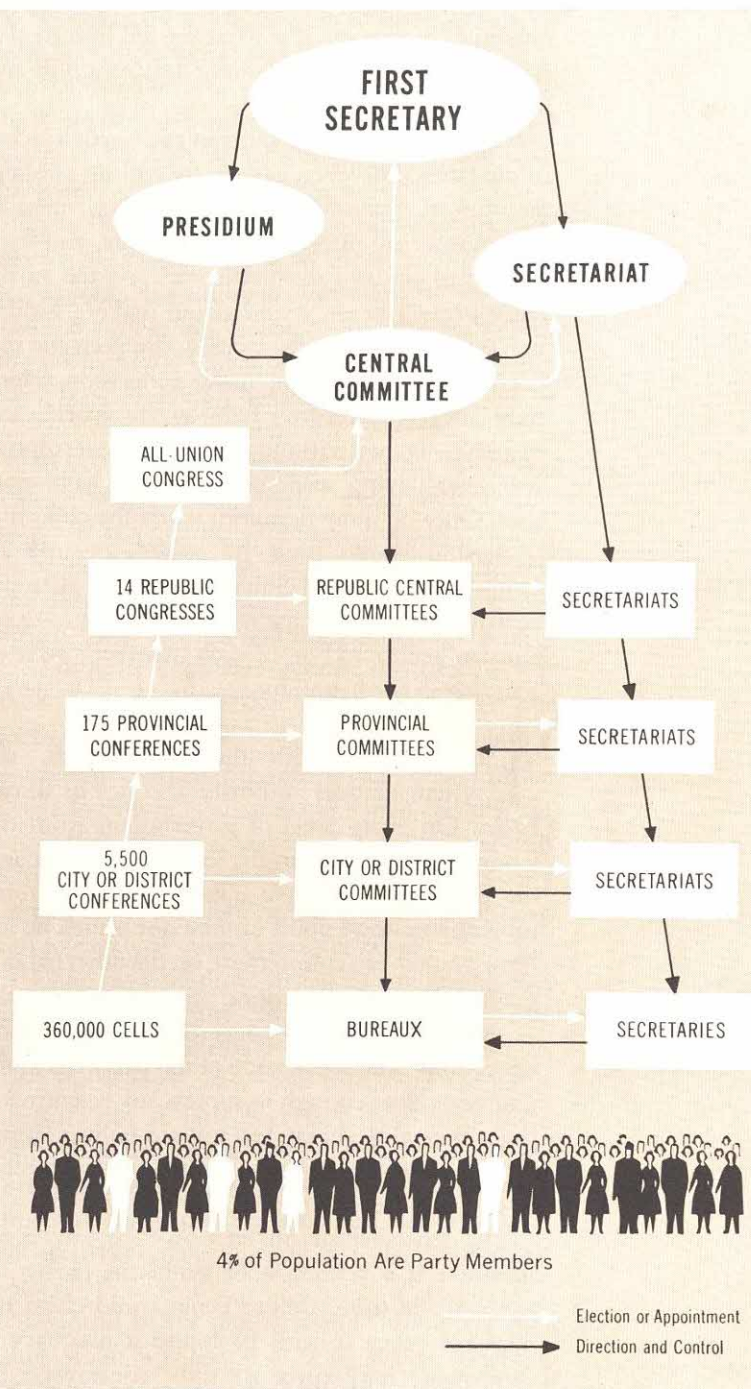 FIRST
SECRETARY
PRESIDIUM
SECRETARIAT
CENTRAL
COMMITTEE
ALL-UNION
CONGRESS
14 REPUBLIC
CONGRESSES
REPUBLIC CENTRAL
COMMITTEES
SECRETARIATS
175 PROVINCIAL
CONFERENCES
PROVINCIAL
COMMITTEES
SECRETARIATS
5,500
CITY OR DISTRICT
CONFERENCES
CITY OR DISTRICT
COMMITTEES
SECRETARIATS
360,000 CELLS
BUREAUX
SECRETARIES
4% of Population Are Party Members
Election or Appointment
Direction and Control